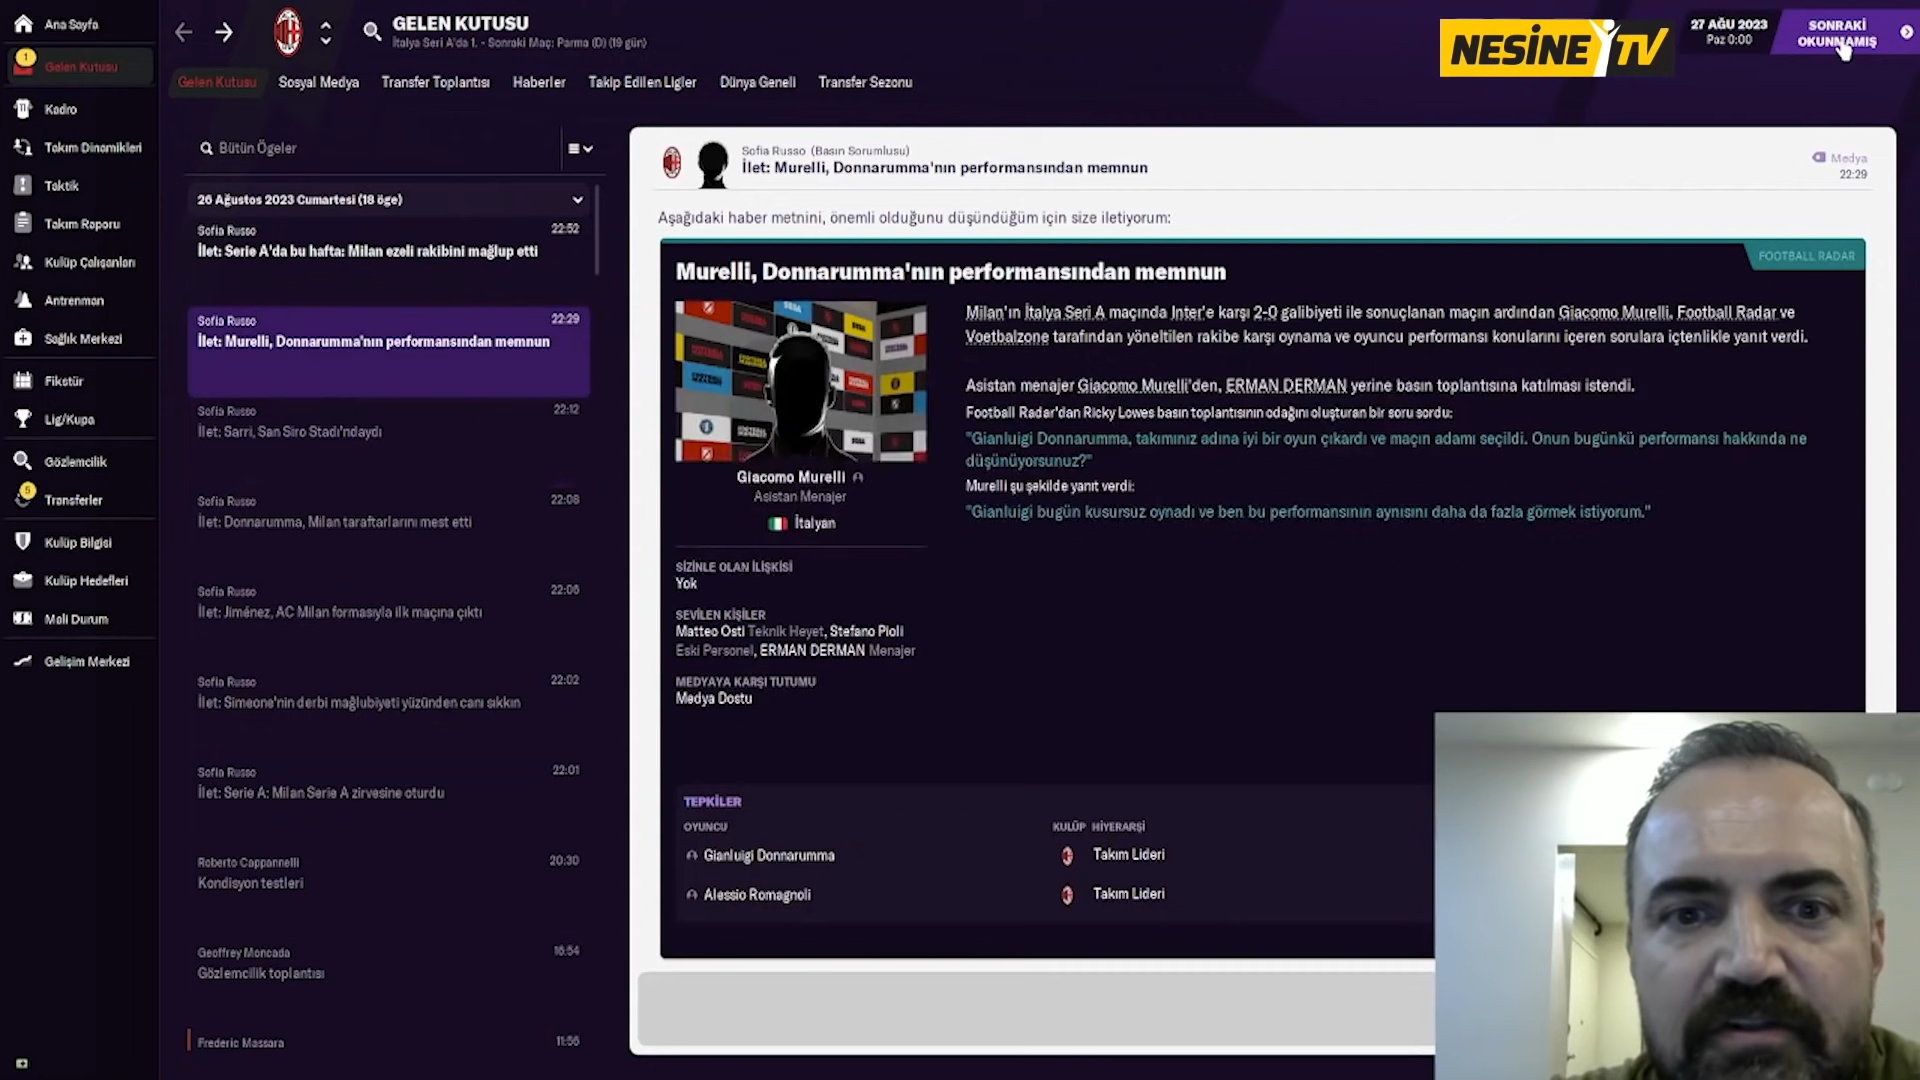 Ana Sayfa
1
Gelen Kutusu
Kadro
Takım Dinamikleri
Taktik
Takım Raporu
Kulüp Çalışanları
Antrenman
Sağlık Merkezi
Fikstür
Lig/Kupa
Gözlemcilik
5
Transferler
Kulüp Bilgisi
Kulüp Hedefleri
Mali Durum
Gelişim Merkezi
GELEN KUTUSU
İtalya Seri A'da 1. - Sonraki Maç: Parma (D) (19 gün)
NESİNE TV
27 AĞU 2023
Paz 0:00
SONRAKİ
OKUNMAMIŞ
Gelen Kutusu
Sosyal Medya
Transfer Toplantısı
Haberler
Takip Edilen Ligler
Dünya Geneli
Transfer Sezonu
Bütün Ögeler
26 Ağustos 2023 Cumartesi (18 öge)
Sofia Russo 22:52
İlet: Serie A'da bu hafta: Milan ezeli rakibini mağlup etti
Sofia Russo 22:29
İlet: Murelli, Donnarumma'nın performansından memnun
Sofia Russo 22:12
İlet: Sarri, San Siro Stadı'ndaydı
Sofia Russo 22:08
İlet: Donnarumma, Milan taraftarlarını mest etti
Sofia Russo 22:06
İlet: Jiménez, AC Milan formasıyla ilk maçına çıktı
Sofia Russo 22:02
İlet: Simeone'nin derbi mağlubiyeti yüzünden canı sıkkın
Sofia Russo 22:01
İlet: Serie A: Milan Serie A zirvesine oturdu
Roberto Cappannelli 20:30
Kondisyon testleri
Geoffrey Moncada 16:54
Gözlemcilik toplantısı
Frederic Massara 11:56
Sofia Russo (Basın Sorumlusu)
İlet: Murelli, Donnarumma'nın performansından memnun
Medya
22:29
Aşağıdaki haber metnini, önemli olduğunu düşündüğüm için size iletiyorum:
FOOTBALL RADAR
Murelli, Donnarumma'nın performansından memnun
Milan'ın İtalya Seri A maçında Inter'e karşı 2-0 galibiyeti ile sonuçlanan maçın ardından Giacomo Murelli, Football Radar ve
Voetbalzone tarafından yöneltilen rakibe karşı oynama ve oyuncu performansı konularını içeren sorulara içtenlikle yanıt verdi.
Asistan menajer Giacomo Murelli'den, ERMAN DERMAN yerine basın toplantısına katılması istendi.
Football Radar'dan Ricky Lowes basın toplantısının odağını oluşturan bir soru sordu:
"Gianluigi Donnarumma, takımınız adına iyi bir oyun çıkardı ve maçın adamı seçildi. Onun bugünkü performansı hakkında ne
düşünüyorsunuz?"
Murelli şu şekilde yanıt verdi:
"Gianluigi bugün kusursuz oynadı ve ben bu performansının aynısını daha da fazla görmek istiyorum."
Giacomo Murelli
Asistan Menajer
İtalyan
SİZİNLE OLAN İLİŞKİSİ
Yok
SEVİLEN KİŞİLER
Matteo Osti Teknik Heyet, Stefano Pioli
Eski Personel, ERMAN DERMAN Menajer
MEDYAYA KARŞI TUTUMU
Medya Dostu
TEPKİLER
OYUNCU KULÜP HİYERARŞİ
Gianluigi Donnarumma Takım Lideri
Alessio Romagnoli Takım Lideri